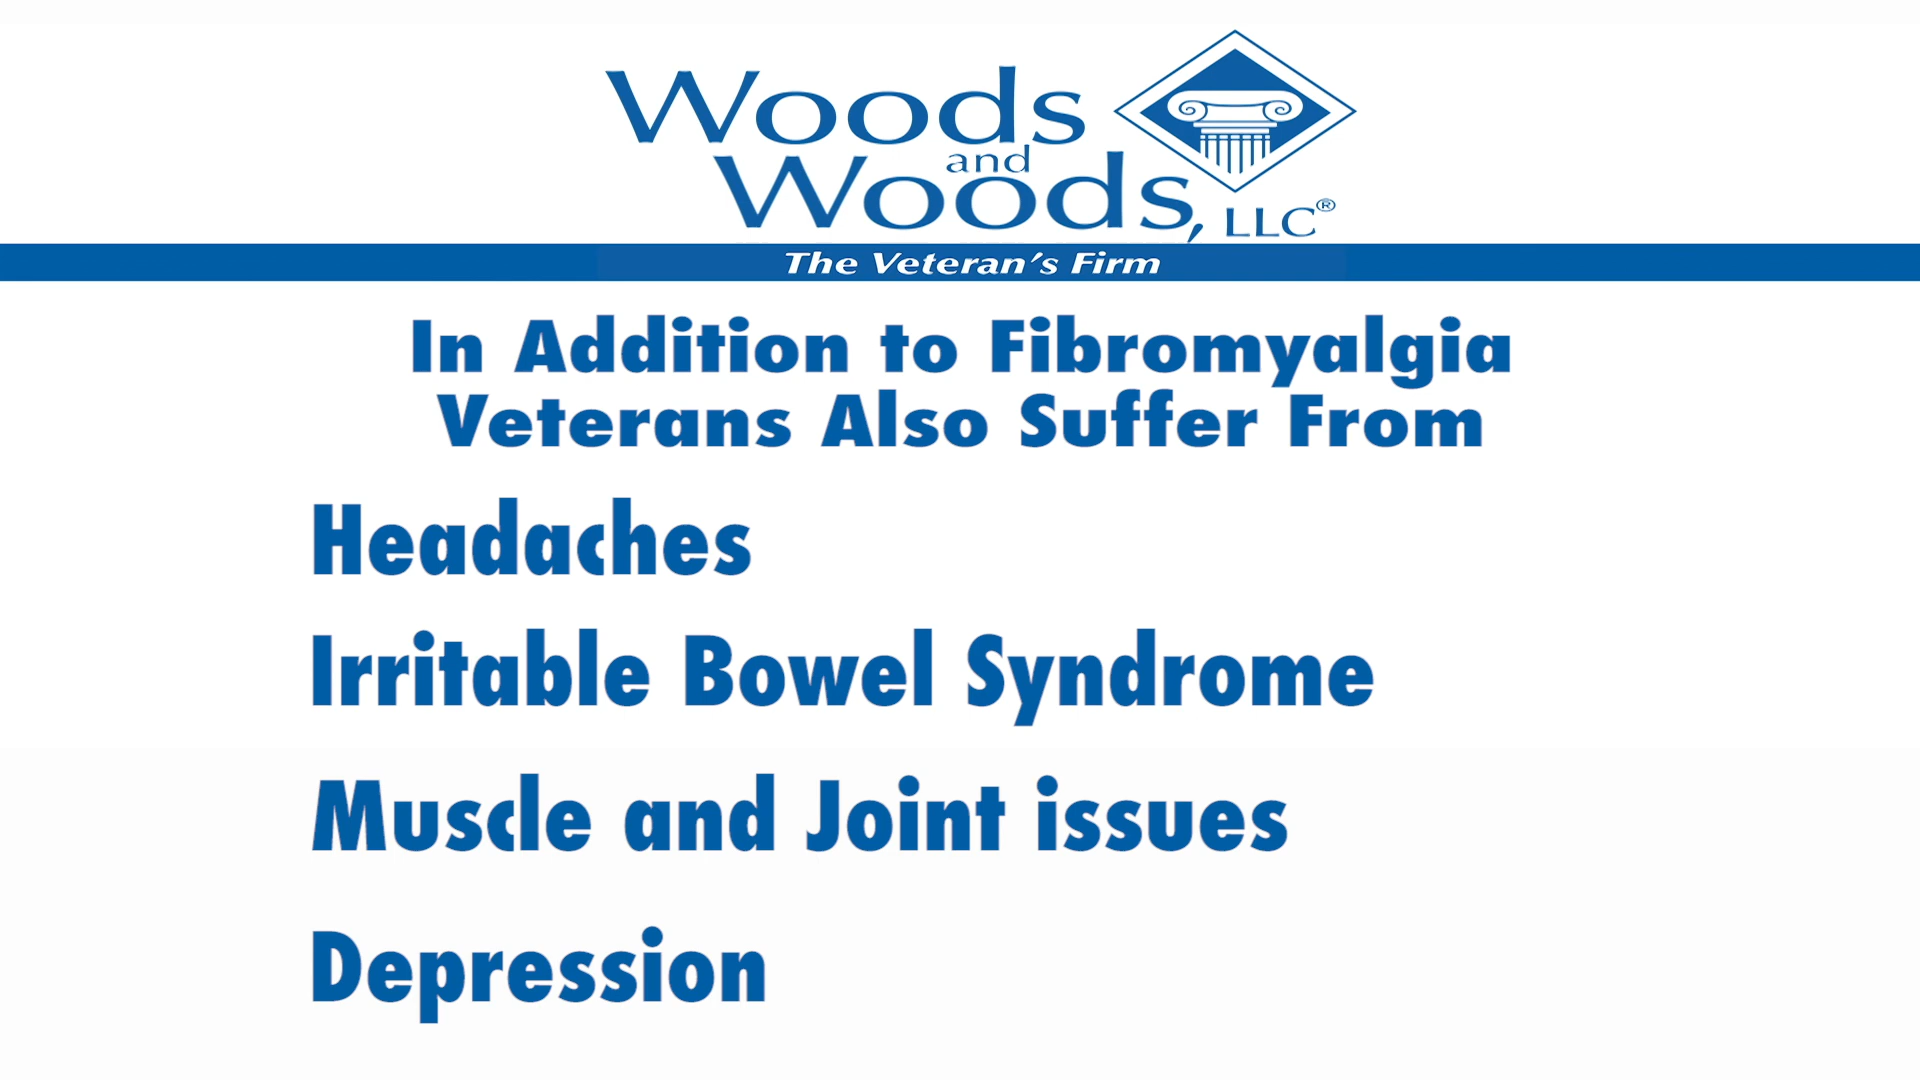 Woods
and
Woods, LLC®
The Veteran's Firm
In Addition to Fibromyalgia
Veterans Also Suffer From
Headaches
Irritable Bowel Syndrome
Muscle and Joint issues
Depression